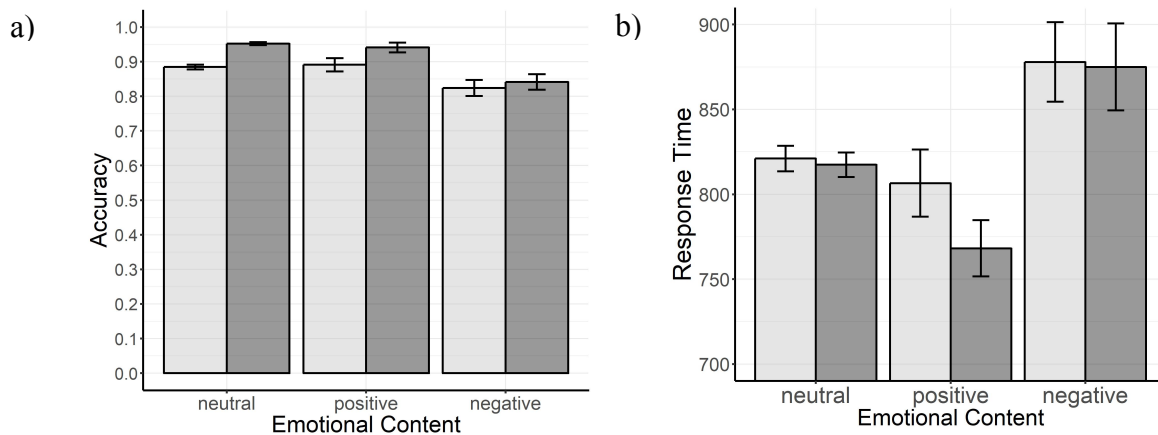 a)
Accuracy
1.0
0.9
0.8
0.7
0.6
0.5
0.4
0.3
0.2
0.1
0.0
neutral positive negative
Emotional Content
b)
Response Time
900
850
800
750
700
neutral positive negative
Emotional Content